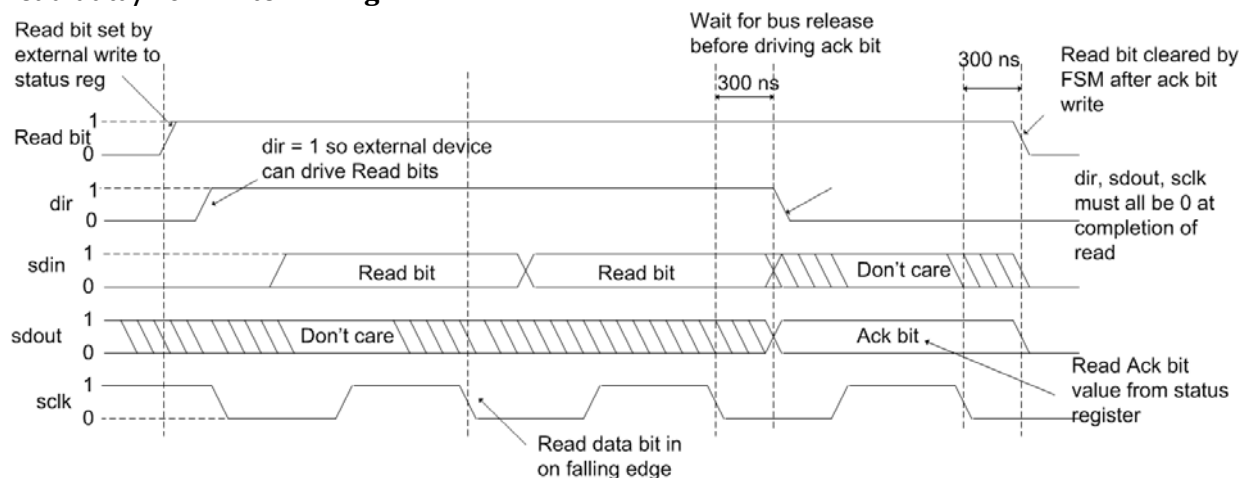 Read bit set by
external write to
status reg
Wait for bus release
before driving ack bit
300 ns
300 ns
Read bit cleared by
FSM after ack bit
write
Read bit
1
0
dir = 1 so external device
can drive Read bits
dir
1
0
dir, sdout, sclk
must all be 0 at
completion of
read
sdin
1
0
Read bit
Read bit
Don't care
sdout
1
0
Don't care
Ack bit
Read Ack bit
value from status
register
sclk
1
0
Read data bit in
on falling edge